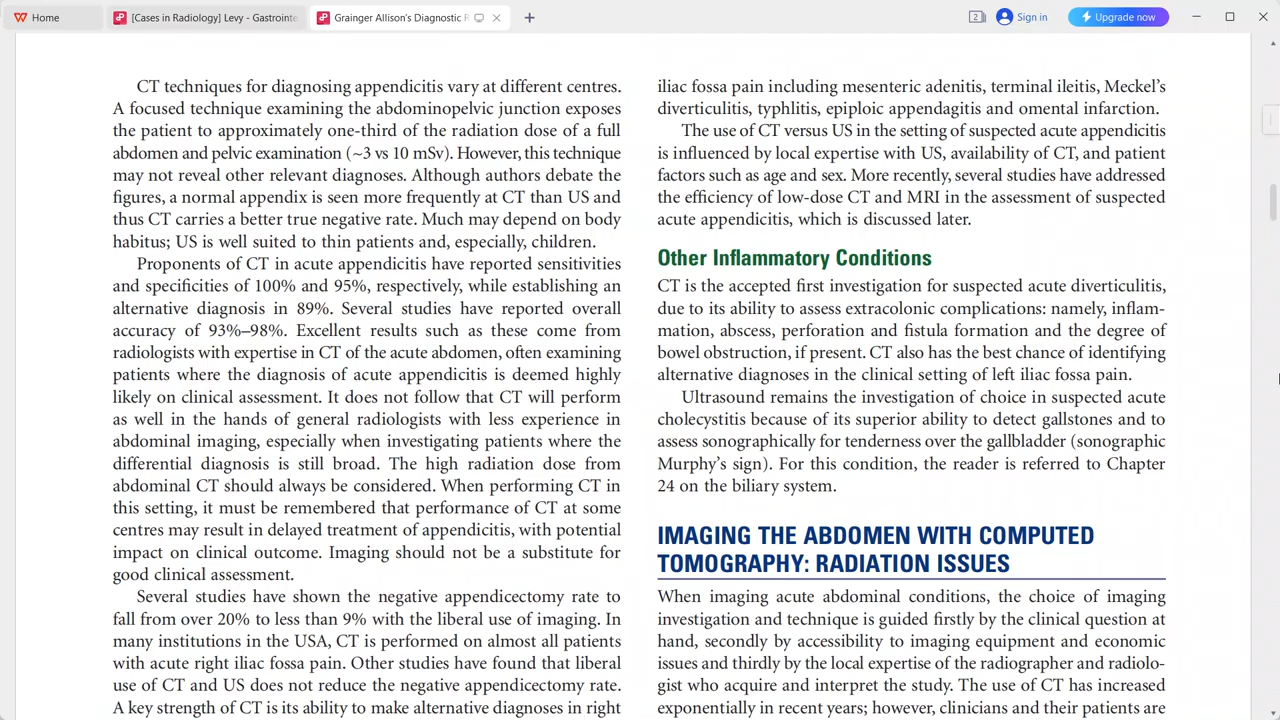 Home
[Cases in Radiology] Levy - Gastrointe
Grainger Allison's Diagnostic R
2
Sign in
Upgrade now
CT techniques for diagnosing appendicitis vary at different centres.
A focused technique examining the abdominopelvic junction exposes
the patient to approximately one-third of the radiation dose of a full
abdomen and pelvic examination (~3 vs 10 mSv). However, this technique
may not reveal other relevant diagnoses. Although authors debate the
figures, a normal appendix is seen more frequently at CT than US and
thus CT carries a better true negative rate. Much may depend on body
habitus; US is well suited to thin patients and, especially, children.
Proponents of CT in acute appendicitis have reported sensitivities
and specificities of 100% and 95%, respectively, while establishing an
alternative diagnosis in 89%. Several studies have reported overall
accuracy of 93%–98%. Excellent results such as these come from
radiologists with expertise in CT of the acute abdomen, often examining
patients where the diagnosis of acute appendicitis is deemed highly
likely on clinical assessment. It does not follow that CT will perform
as well in the hands of general radiologists with less experience in
abdominal imaging, especially when investigating patients where the
differential diagnosis is still broad. The high radiation dose from
abdominal CT should always be considered. When performing CT in
this setting, it must be remembered that performance of CT at some
centres may result in delayed treatment of appendicitis, with potential
impact on clinical outcome. Imaging should not be a substitute for
good clinical assessment.
Several studies have shown the negative appendicectomy rate to
fall from over 20% to less than 9% with the liberal use of imaging. In
many institutions in the USA, CT is performed on almost all patients
with acute right iliac fossa pain. Other studies have found that liberal
use of CT and US does not reduce the negative appendicectomy rate.
A key strength of CT is its ability to make alternative diagnoses in right
iliac fossa pain including mesenteric adenitis, terminal ileitis, Meckel's
diverticulitis, typhlitis, epiploic appendagitis and omental infarction.
The use of CT versus US in the setting of suspected acute appendicitis
is influenced by local expertise with US, availability of CT, and patient
factors such as age and sex. More recently, several studies have addressed
the efficiency of low-dose CT and MRI in the assessment of suspected
acute appendicitis, which is discussed later.
Other Inflammatory Conditions
CT is the accepted first investigation for suspected acute diverticulitis,
due to its ability to assess extracolonic complications: namely, inflam-
mation, abscess, perforation and fistula formation and the degree of
bowel obstruction, if present. CT also has the best chance of identifying
alternative diagnoses in the clinical setting of left iliac fossa pain.
Ultrasound remains the investigation of choice in suspected acute
cholecystitis because of its superior ability to detect gallstones and to
assess sonographically for tenderness over the gallbladder (sonographic
Murphy's sign). For this condition, the reader is referred to Chapter
24 on the biliary system.
IMAGING THE ABDOMEN WITH COMPUTED
TOMOGRAPHY: RADIATION ISSUES
When imaging acute abdominal conditions, the choice of imaging
investigation and technique is guided firstly by the clinical question at
hand, secondly by accessibility to imaging equipment and economic
issues and thirdly by the local expertise of the radiographer and radiolo-
gist who acquire and interpret the study. The use of CT has increased
exponentially in recent years; however, clinicians and their patients are